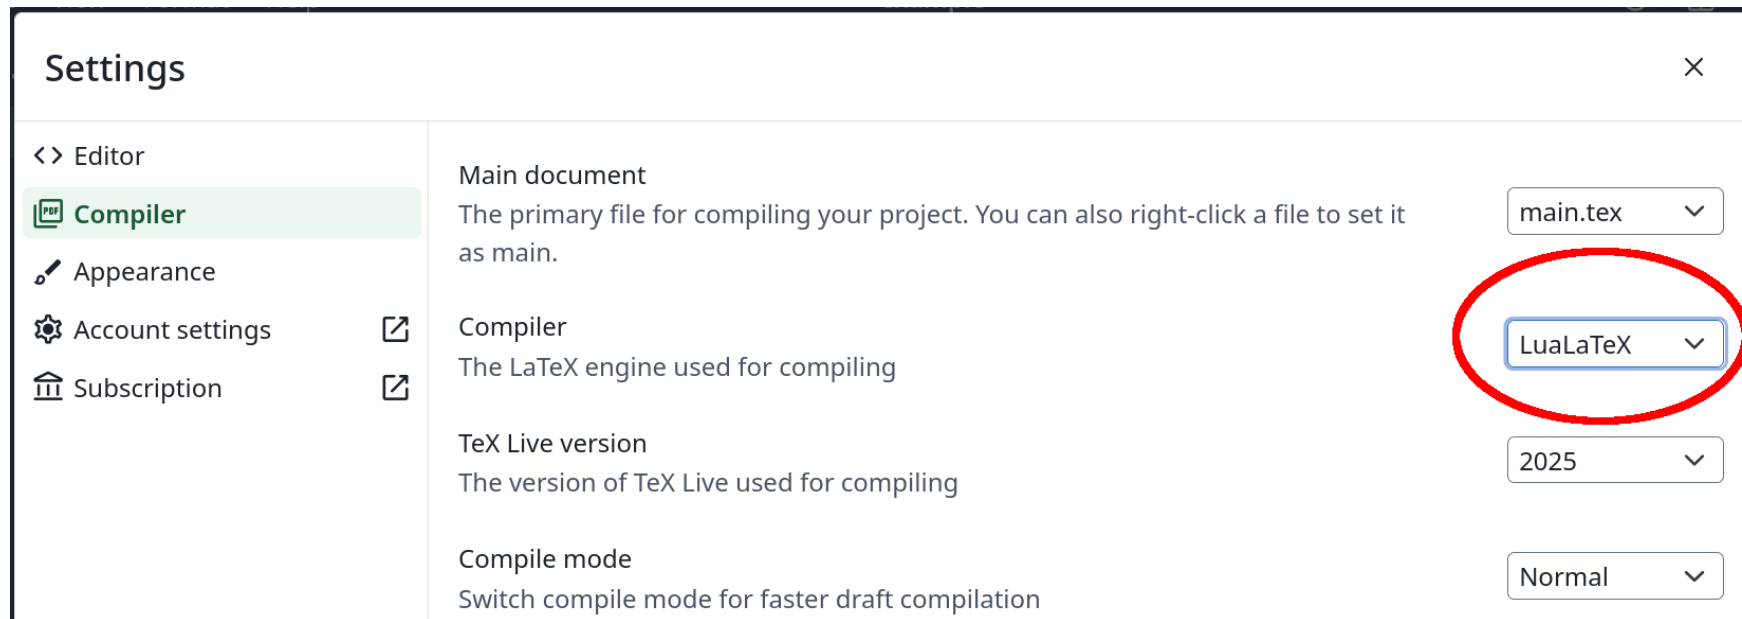 Settings
Editor
Compiler
Appearance
Account settings
Subscription
Main document
The primary file for compiling your project. You can also right-click a file to set it
as main.
main.tex
Compiler
The LaTeX engine used for compiling
LuaLaTeX
TeX Live version
The version of TeX Live used for compiling
2025
Compile mode
Switch compile mode for faster draft compilation
Normal